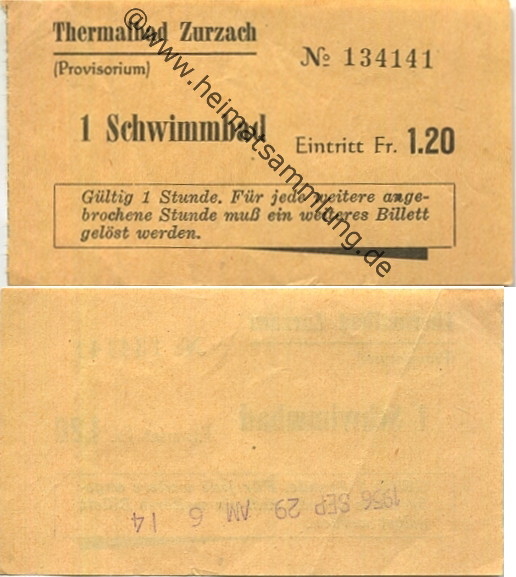 Thermalbad Zurzach
(Provisorium)
№ 134141
1 Schwimmbad
Eintritt Fr. 1.20
Gültig 1 Stunde. Für jede weitere ange-
brochene Stunde muß ein weiteres Billett
gelöst werden.
@www.heimatsammlung.de
1956 SEP 29 AM 6 14